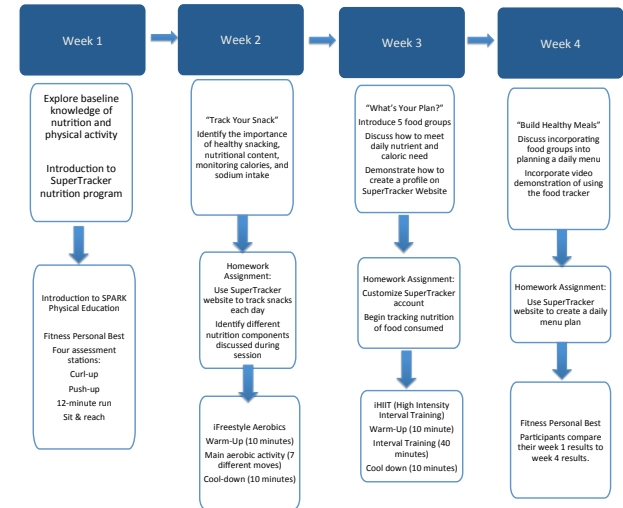 Week 1
Explore baseline
knowledge of
nutrition and
physical activity
Introduction to
SuperTracker
nutrition program
Introduction to SPARK
Physical Education
Fitness Personal Best
Four assessment
stations:
Curl-up
Push-up
12-minute run
Sit & reach
Week 2
“Track Your Snack”
Identify the importance
of healthy snacking,
nutritional content,
monitoring calories, and
sodium intake
Homework
Assignment:
Use SuperTracker
website to track snacks
each day
Identify different
nutrition components
discussed during
session
iFreestyle Aerobics
Warm-Up (10 minutes)
Main aerobic activity (7
different moves)
Cool-down (10 minutes)
Week 3
“What’s Your Plan?”
Introduce 5 food groups
Discuss how to meet
daily nutrient and
caloric need
Demonstrate how to
create a profile on
SuperTracker Website
Homework Assignment:
Customize SuperTracker
account
Begin tracking nutrition
of food consumed
iHIIT (High Intensity
Interval Training)
Warm-Up (10 minute)
Interval Training (40
minutes)
Cool down (10 minutes)
Week 4
“Build Healthy Meals”
Discuss incorporating
food groups into
planning a daily menu
Incorporate video
demonstration of using
the food tracker
Homework Assignment:
Use SuperTracker
website to create a daily
menu plan
Fitness Personal Best
Participants compare
their week 1 results to
week 4 results.